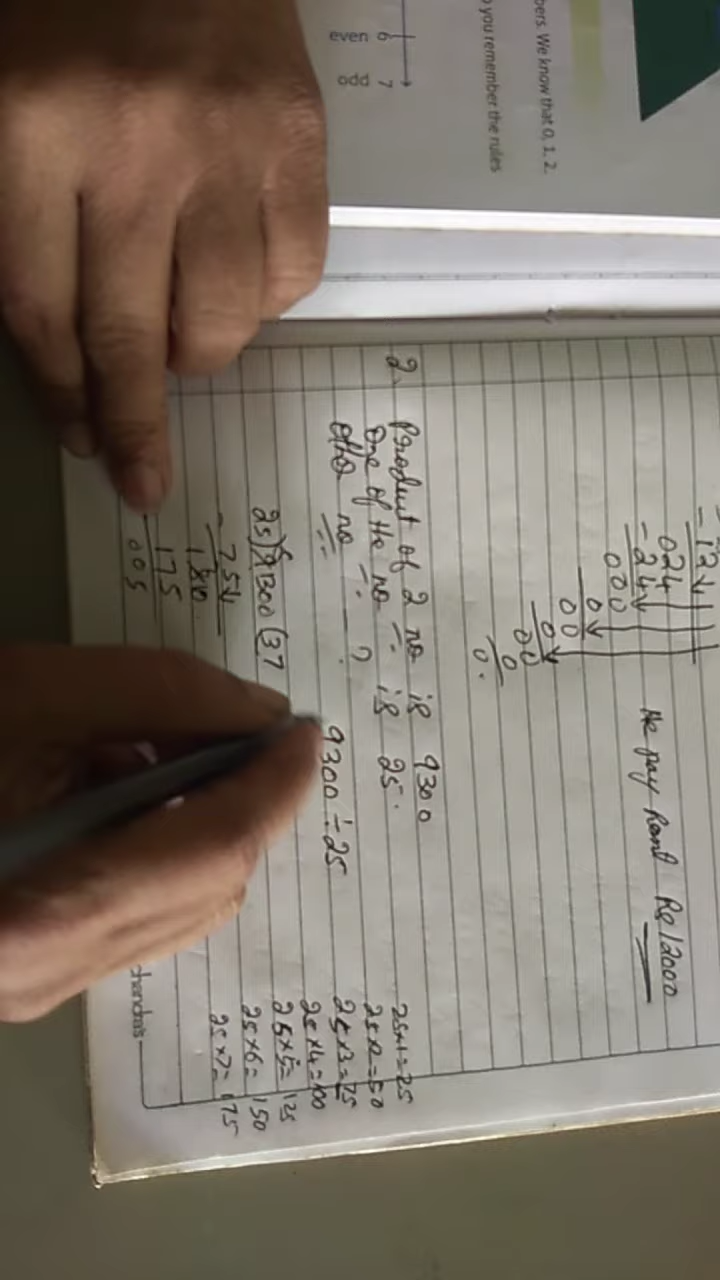 bers. We know that 0, 1, 2.
you remember the rules
6 7
even odd
- 12
024
- 24
000
0
00
0
00
0
0.
He pay rent Rs 12000
2. Product of 2 no is 9300
One of the no is 25.
Other no = ?
9300 ÷ 25
25) 9300 (37
- 75
180
175
005
25×1=25
25×2=50
25×3=75
25×4=100
25×5=125
25×6=150
25×7=175